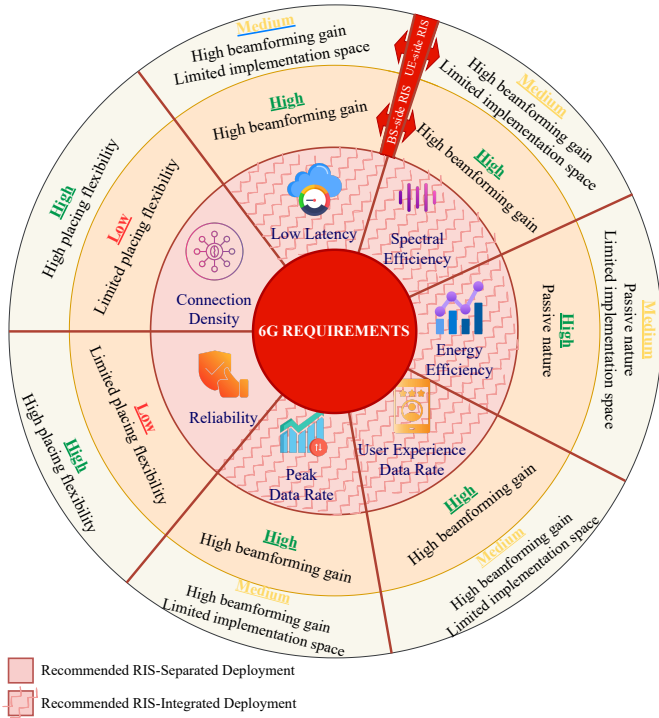 Medium
High beamforming gain
Limited implementation space
High
High beamforming gain
Low Latency
UE-side RIS
BS-side RIS
Medium
High beamforming gain
Limited implementation space
High
High beamforming gain
Spectral
Efficiency
Medium
Passive nature
Limited implementation space
High
Passive nature
Energy
Efficiency
Medium
High beamforming gain
Limited implementation space
High
High beamforming gain
User Experience
Data Rate
Medium
High beamforming gain
Limited implementation space
High
High beamforming gain
Peak
Data Rate
High
High placing flexibility
Low
Limited placing flexibility
Reliability
High
High placing flexibility
Low
Limited placing flexibility
Connection
Density
6G REQUIREMENTS
Recommended RIS-Separated Deployment
Recommended RIS-Integrated Deployment